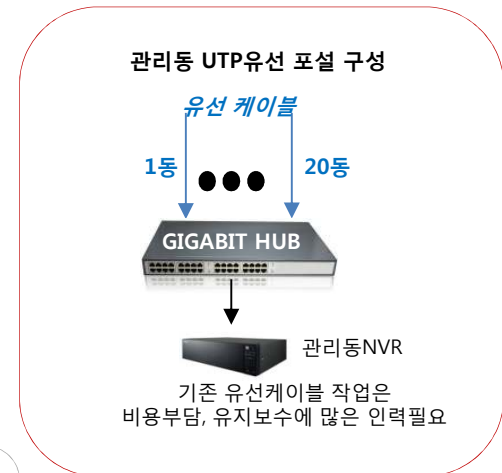 관리동 UTP유선 포설 구성
유선 케이블
1동
20동
GIGABIT HUB
관리동NVR
기존 유선케이블 작업은
비용부담, 유지보수에 많은 인력필요